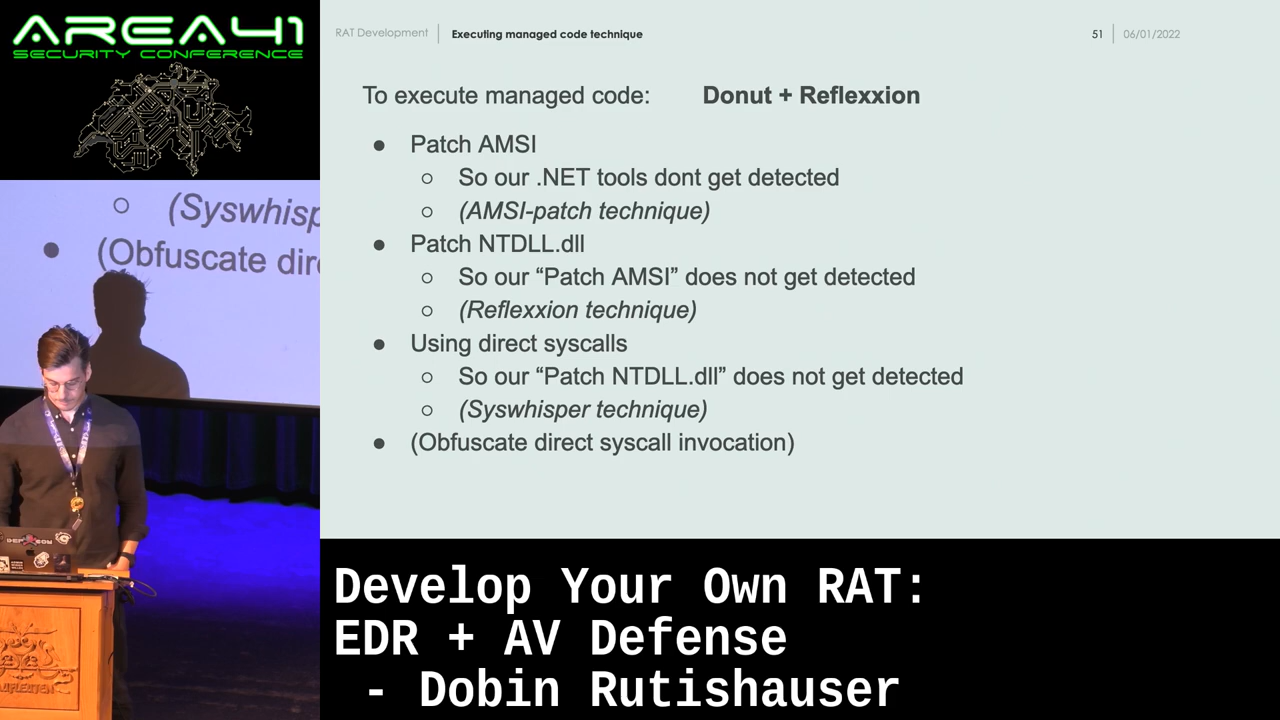 AREA41
SECURITY CONFERENCE
RAT Development
Executing managed code technique
51
06/01/2022
To execute managed code: Donut + Reflexxion
● Patch AMSI
○ So our .NET tools dont get detected
○ (AMSI-patch technique)
● Patch NTDLL.dll
○ So our “Patch AMSI” does not get detected
○ (Reflexxion technique)
● Using direct syscalls
○ So our “Patch NTDLL.dll” does not get detected
○ (Syswhisper technique)
● (Obfuscate direct syscall invocation)
○ (Syswhisp
● (Obfuscate dir
Develop Your Own RAT:
EDR + AV Defense
- Dobin Rutishauser